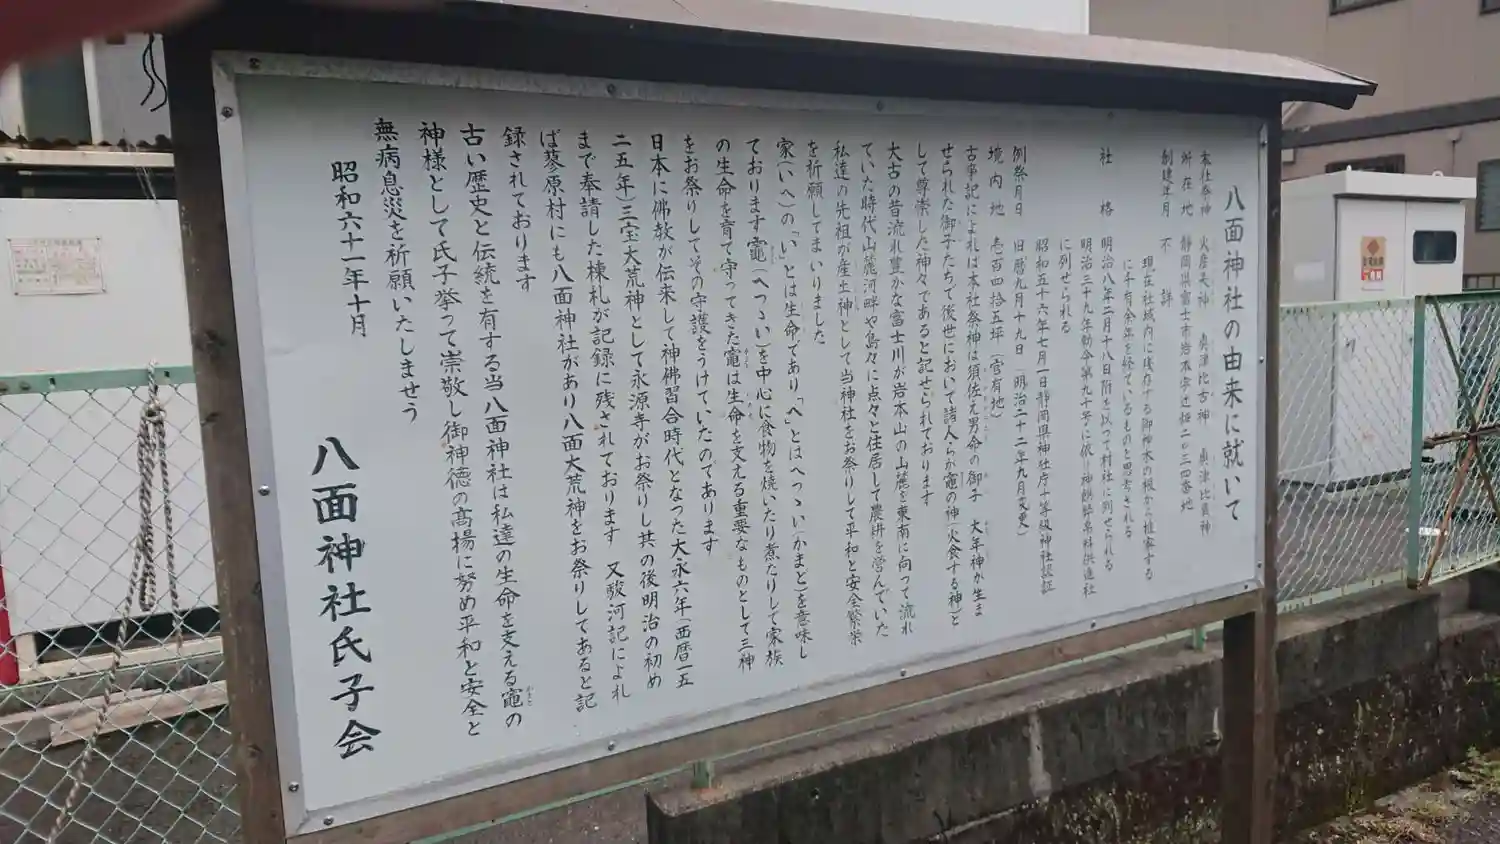 八面神社の由来に就いて
本社祭神 火産夫神 奥津比古神 奥津比賣神
所在地 静岡県富士市岩本字辻垣二〇三四番地
創建年月 不詳
現在社域内に残存する御神木の根から推察する
に千有余年を経ているものと思考される
社格 明治八年二月十八日附を以って村社に列せられる
明治三十九年勅令第九十号に依り神饌幣帛料供進社
に列せられる
昭和五十六年七月一日静岡県神社庁十等級神社認証
例祭月日 旧暦九月十九日(明治二十二年九月変更)
境内地 壱百四拾五坪(官有地)
古事記によれば本社祭神は須佐之男命の御子 大年神が生ま
せられた御子たちで後世において諸人らが竈の神(火食する神)と
して尊崇した神々であると記せられております
大古の昔流れ豊かな富士川が岩本山の山麓を東南に向って流れ
ていた時代山麓河畔や島々に点々と住居して農耕を営んでいた
私達の先祖が産土神として当神社をお祭りして平和と安全繁栄
を祈願してまいりました
家(いへ)の「い」とは生命であり「へ」とはへっゝい(かまど)を意味し
ております竈(へっゝい)を中心に食物を焼いたり煮たりして家族
の生命を育て守ってきた竈は生命を支える重要なものとして三神
をお祭りしてその守護をうけていたのであります
日本に佛教が伝来して神佛習合時代となった大永六年(西暦一五
二五年)三宝大荒神として永源寺がお祭りし其の後明治の初め
まで奉請した棟札が記録に残されております 又駿河記によれ
ば蓼原村にも八面神社があり八面大荒神をお祭りしてあると記
録されております
古い歴史と伝統を有する当八面神社は私達の生命を支える竈の
神様として氏子挙って崇敬し御神徳の高揚に努め平和と安全と
無病息災を祈願いたしませう
昭和六十一年十月
八面神社氏子会